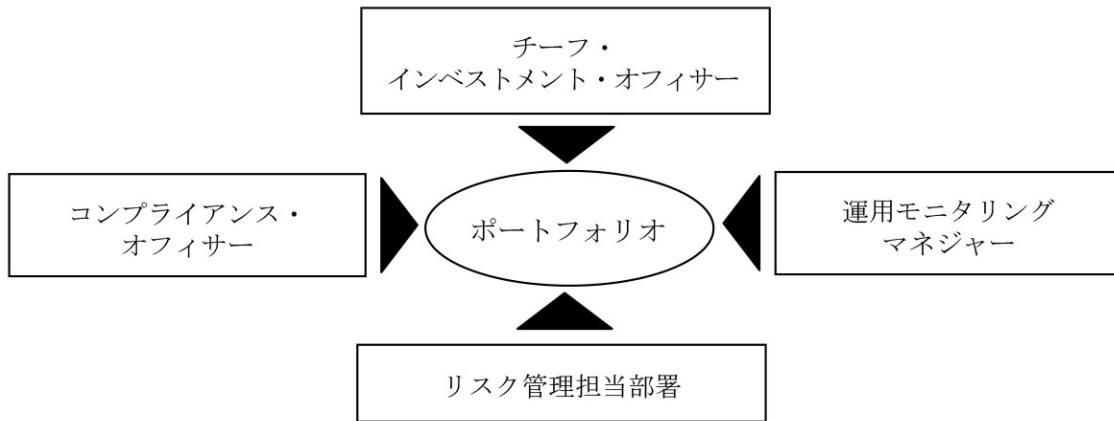 チーフ・
インベストメント・オフィサー
コンプライアンス・
オフィサー
ポートフォリオ
運用モニタリング
マネジャー
リスク管理担当部署